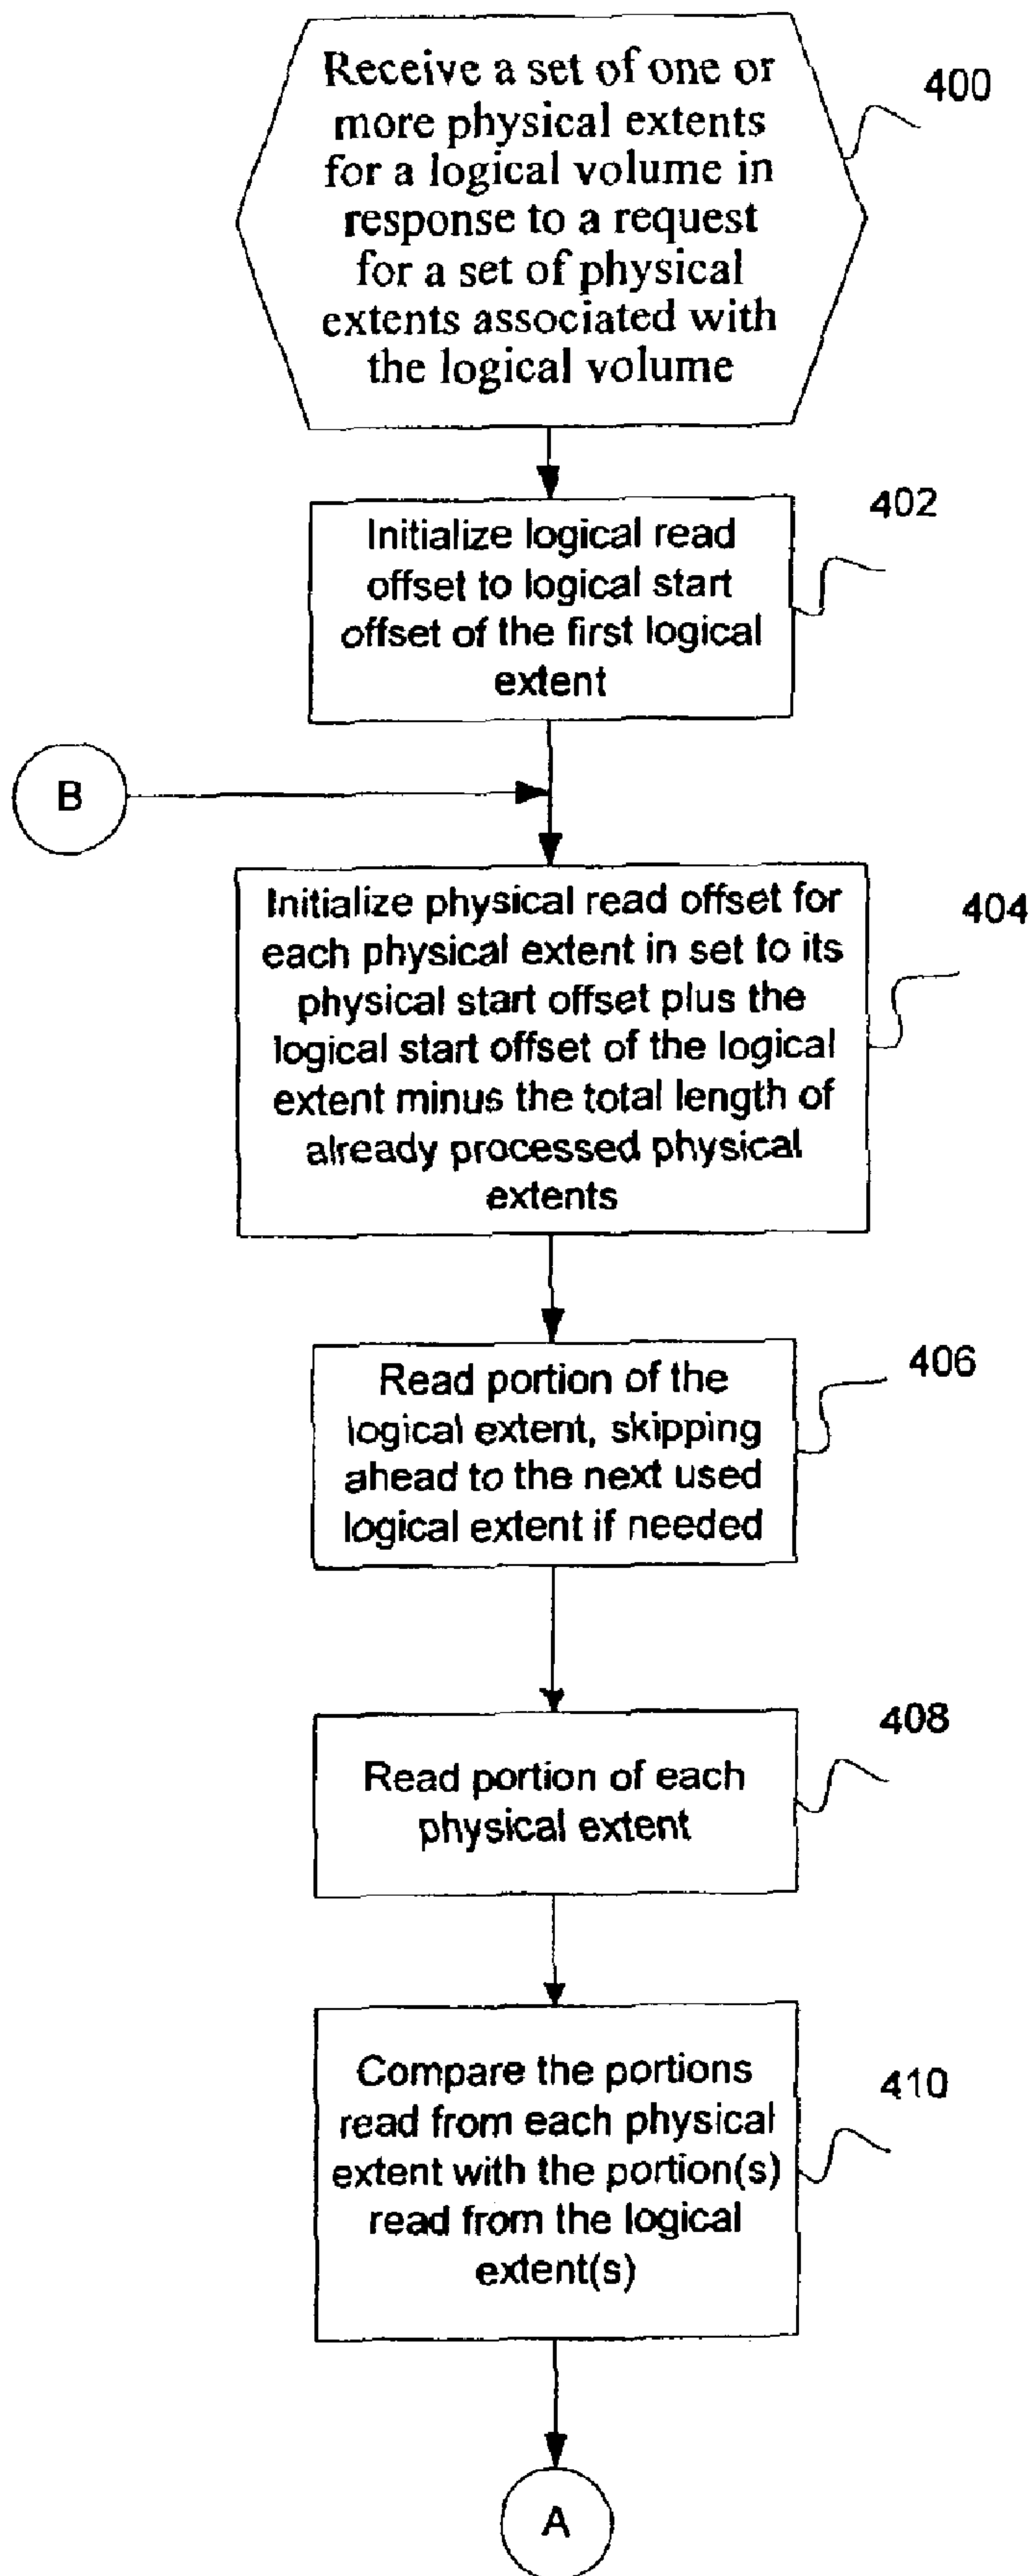 Receive a set of one or
more physical extents
for a logical volume in
response to a request
for a set of physical
extents associated with
the logical volume
400
Initialize logical read
offset to logical start
offset of the first logical
extent
402
B
Initialize physical read offset for
each physical extent in set to its
physical start offset plus the
logical start offset of the logical
extent minus the total length of
already processed physical
extents
404
Read portion of the
logical extent, skipping
ahead to the next used
logical extent if needed
406
Read portion of each
physical extent
408
Compare the portions
read from each physical
extent with the portion(s)
read from the logical
extent(s)
410
A